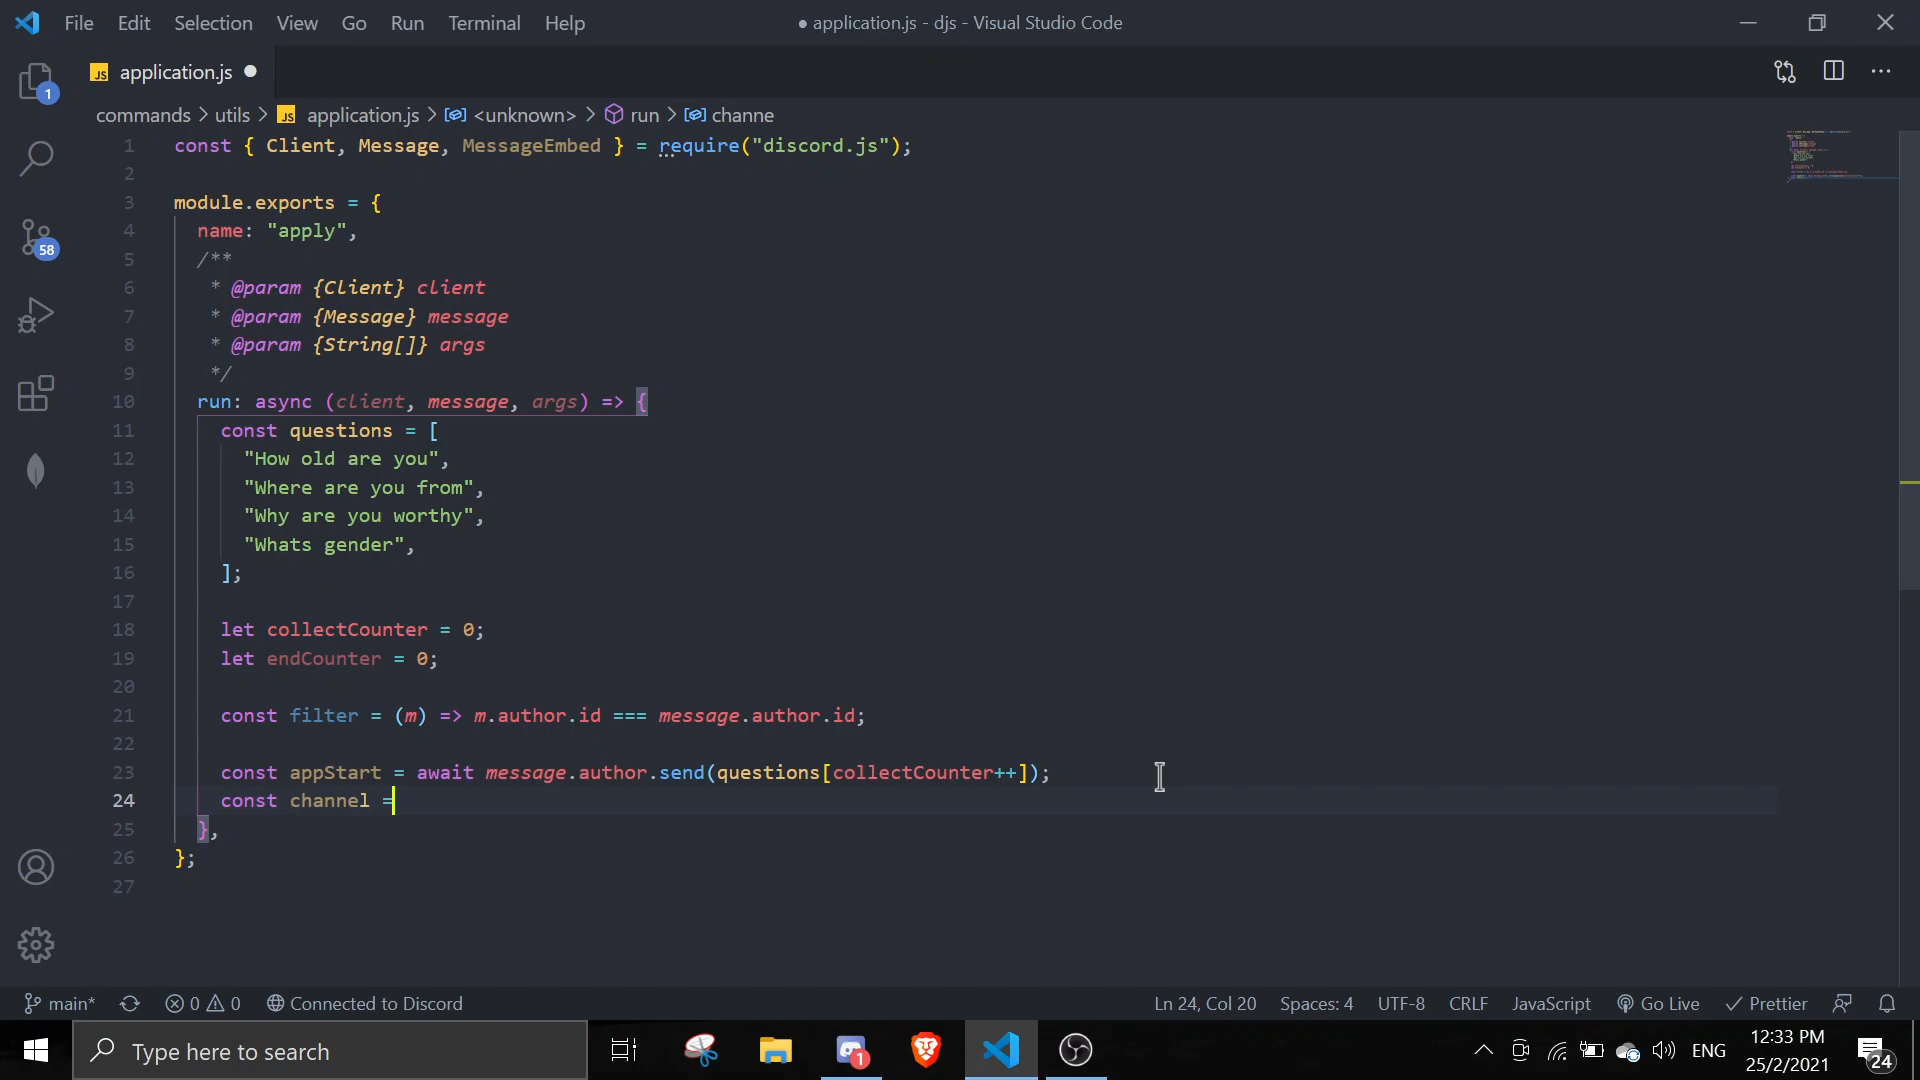 File Edit Selection View Go Run Terminal Help
● application.js - djs - Visual Studio Code
JS application.js ●
1
commands > utils > JS application.js > <unknown> > run > channe
1 const { Client, Message, MessageEmbed } = require("discord.js");
2
3 module.exports = {
4 name: "apply",
5 /**
6 * @param {Client} client
7 * @param {Message} message
8 * @param {String[]} args
9 */
10 run: async (client, message, args) => {
11 const questions = [
12 "How old are you",
13 "Where are you from",
14 "Why are you worthy",
15 "Whats gender",
16 ];
17
18 let collectCounter = 0;
19 let endCounter = 0;
20
21 const filter = (m) => m.author.id === message.author.id;
22
23 const appStart = await message.author.send(questions[collectCounter++]);
24 const channel =
25 },
26 };
27
58
main* 0 0 Connected to Discord
Ln 24, Col 20 Spaces: 4 UTF-8 CRLF JavaScript Go Live Prettier
Type here to search
1
ENG
12:33 PM
25/2/2021
24